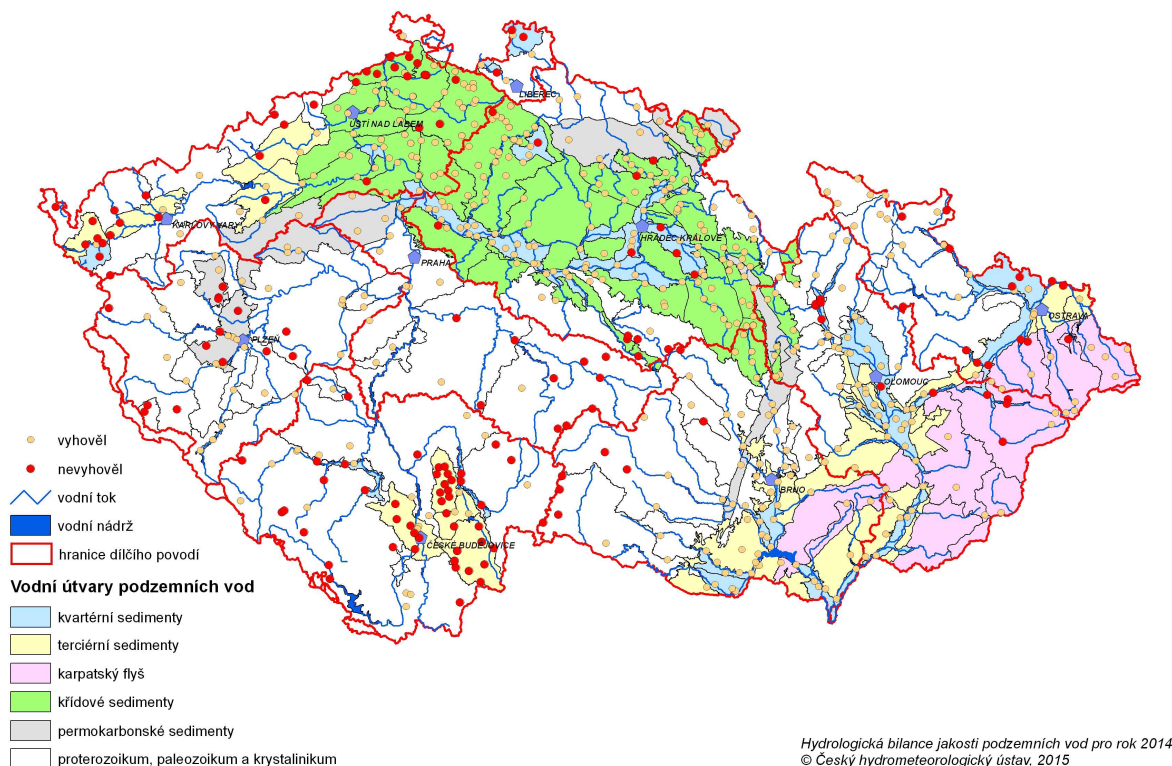 LIBEREC
ÚSTÍ NAD LABEM
KARLOVY VARY
HRADEC KRÁLOVÉ
PRAHA
OSTRAVA
PLZEŇ
OLOMOUC
BRNO
ČESKÉ BUDĚJOVICE
vyhověl
nevyhověl
vodní tok
vodní nádrž
hranice dílčího povodí
Vodní útvary podzemních vod
kvartérní sedimenty
terciérní sedimenty
karpatský flyš
křídové sedimenty
permokarbonské sedimenty
proterozoikum, paleozoikum a krystalinikum
Hydrologická bilance jakosti podzemních vod pro rok 2014
© Český hydrometeorologický ústav, 2015